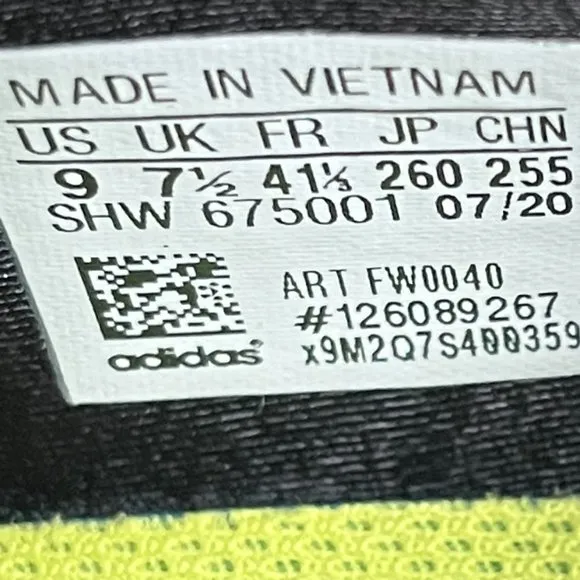 MADE IN VIETNAM
US UK FR JP CHN
9 7½ 41⅓ 260 255
SHW 675001 07/20
ART FW0040
#126089267
x9M2Q7S400359
adidas